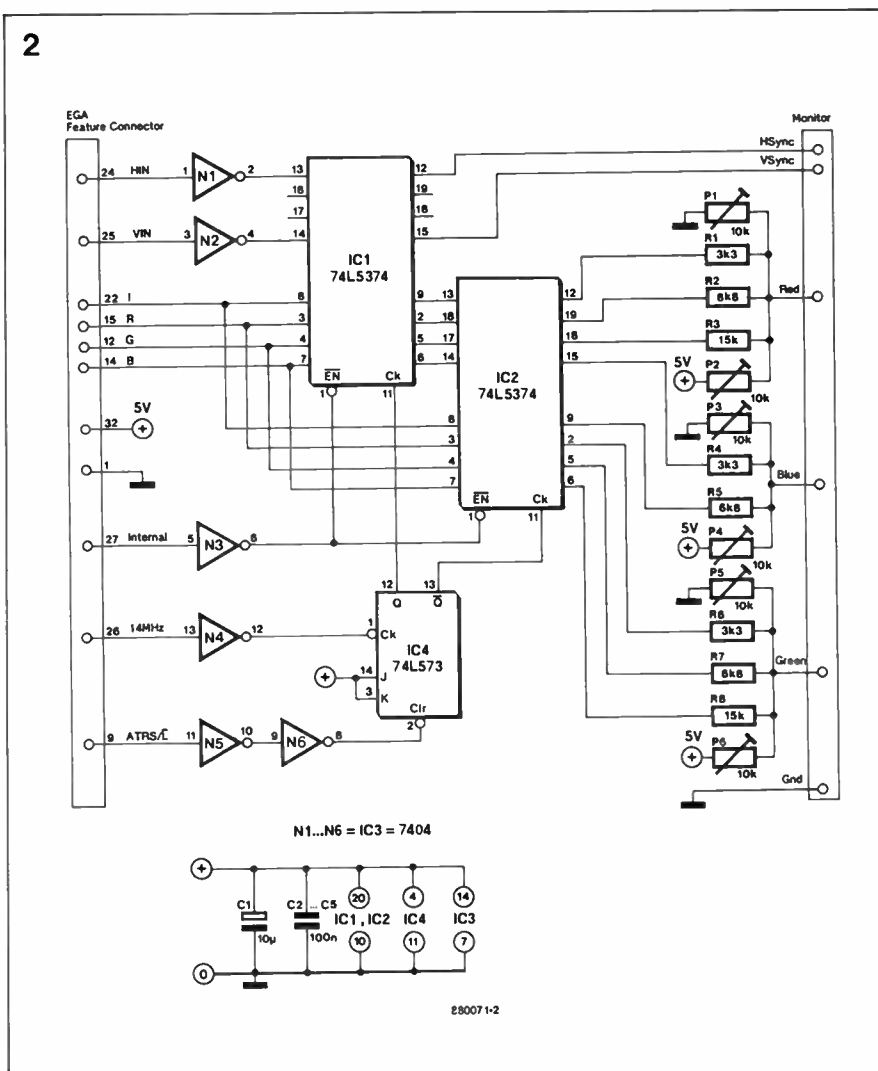 2
EGA
Feature Connector
Monitor
24 HIN 1 N1 2 13
18
17
25 VIN 3 N2 4 14
22 I 8
15 R 3
12 G 4
14 B 7
IC1
74L5374
EN Ck
1 11
12
19
16
15
9 13
2 18
5 17
6 14
IC2
74L5374
8
3
4
7
EN Ck
1 11
12
19
16
15
9
2
5
6
HSync
VSync
P1
10k
R1
3k3
R2
6k8
Red
R3
15k
5V
P2
10k
P3
10k
R4
3k3
Blue
R5
6k8
5V
P4
10k
P5
10k
R6
3k3
R7
6k8
Green
R8
15k
5V
P6
10k
Gnd
32 5V
1
27 Internal 5 N3 6
26 14MHz 13 N4 12
9 ATRS/L 11 N5 10 9 N6 8
12 13
Q Q
1 Ck
IC4
74L573
14 J
3 K
Clr
2
N1...N6 = IC3 = 7404
+
C1
10µ
C2 ... C5
100n
20
IC1 , IC2
10
4
IC4
11
14
IC3
7
0
880071-2